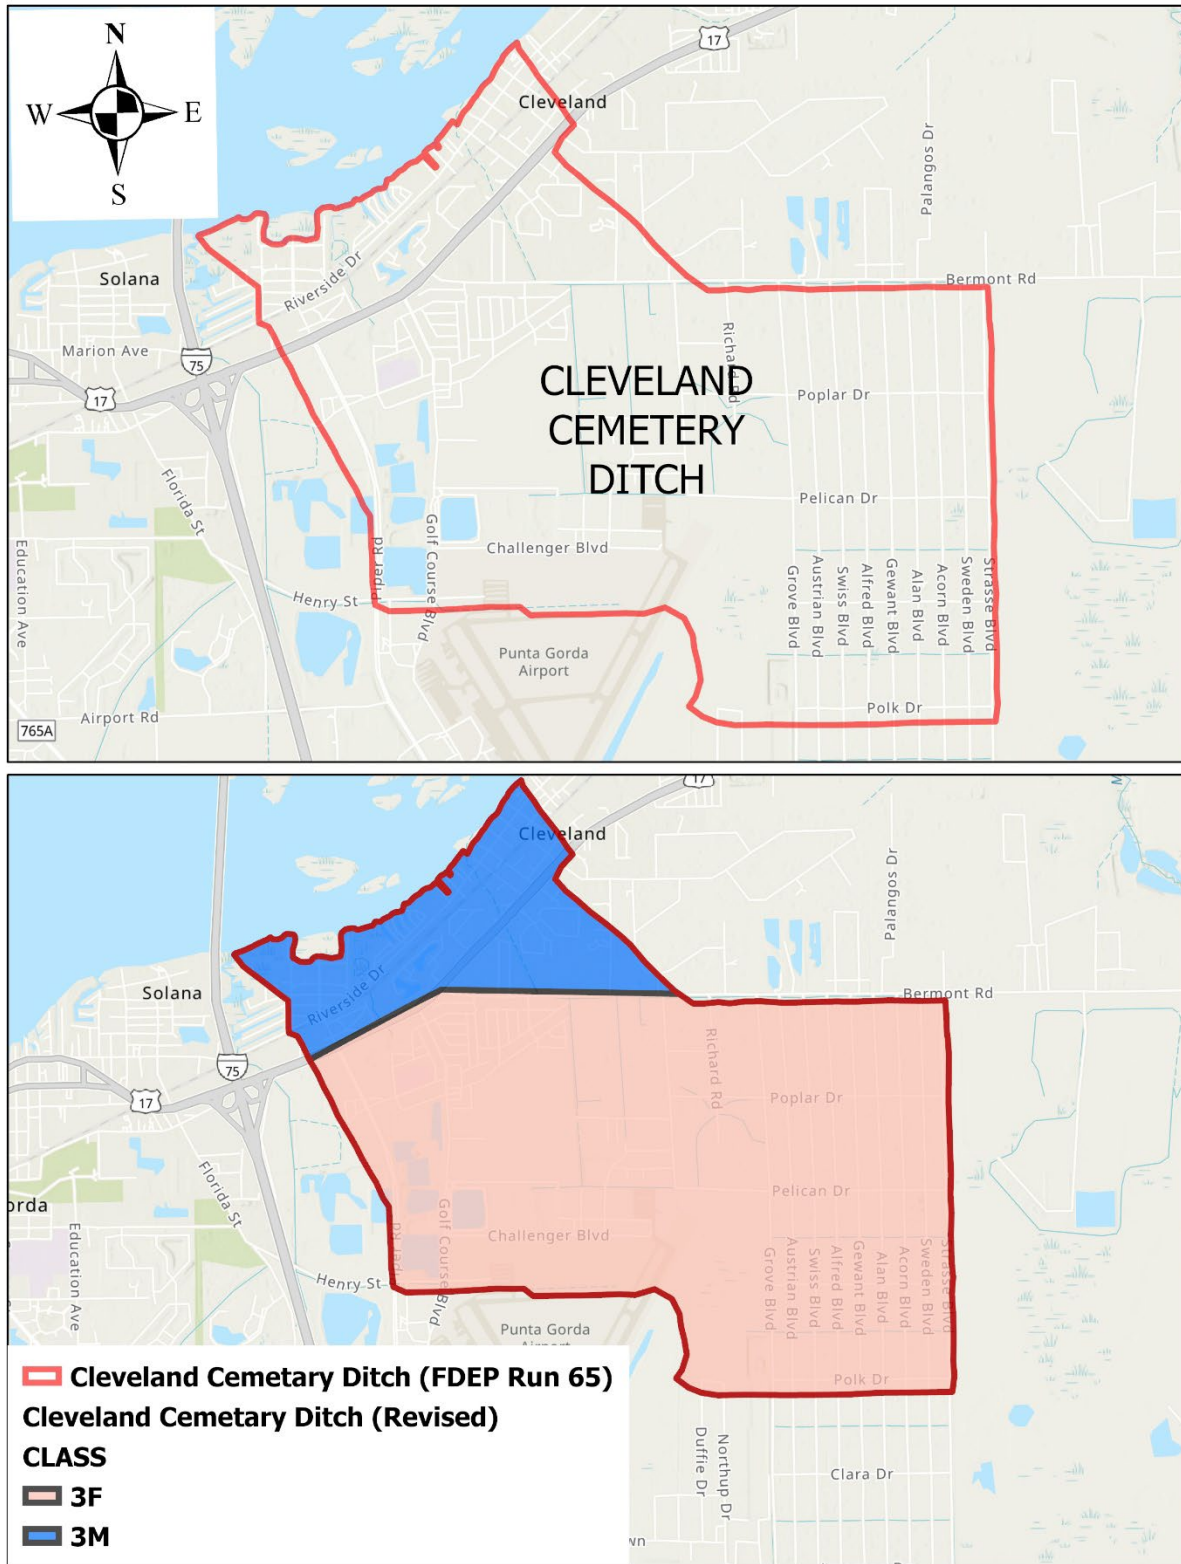 N
W E
S
17
Cleveland
Palangos Dr
Solana
Riverside Dr
Bermont Rd
Marion Ave
75
17
Richard Rd
CLEVELAND
CEMETERY
DITCH
Poplar Dr
Florida St
Pelican Dr
Education Ave
Piper Rd
Golf Course Blvd
Challenger Blvd
Henry St
Grove Blvd
Austrian Blvd
Swiss Blvd
Alfred Blvd
Gewant Blvd
Alan Blvd
Acorn Blvd
Sweden Blvd
Strasse Blvd
Punta Gorda
Airport
Airport Rd
765A
Polk Dr
17
Cleveland
Palangos Dr
Solana
Riverside Dr
Bermont Rd
75
17
Richard Rd
Poplar Dr
Florida St
orda
Education Ave
Pelican Dr
Golf Course Blvd
Challenger Blvd
Henry St
Grove Blvd
Austrian Blvd
Swiss Blvd
Alfred Blvd
Gewant Blvd
Alan Blvd
Acorn Blvd
Sweden Blvd
Strasse Blvd
Punta Gorda
Airport
Polk Dr
Cleveland Cemetary Ditch (FDEP Run 65)
Cleveland Cemetary Ditch (Revised)
CLASS
3F
3M
Duffie Dr
Northup Dr
Clara Dr
wn